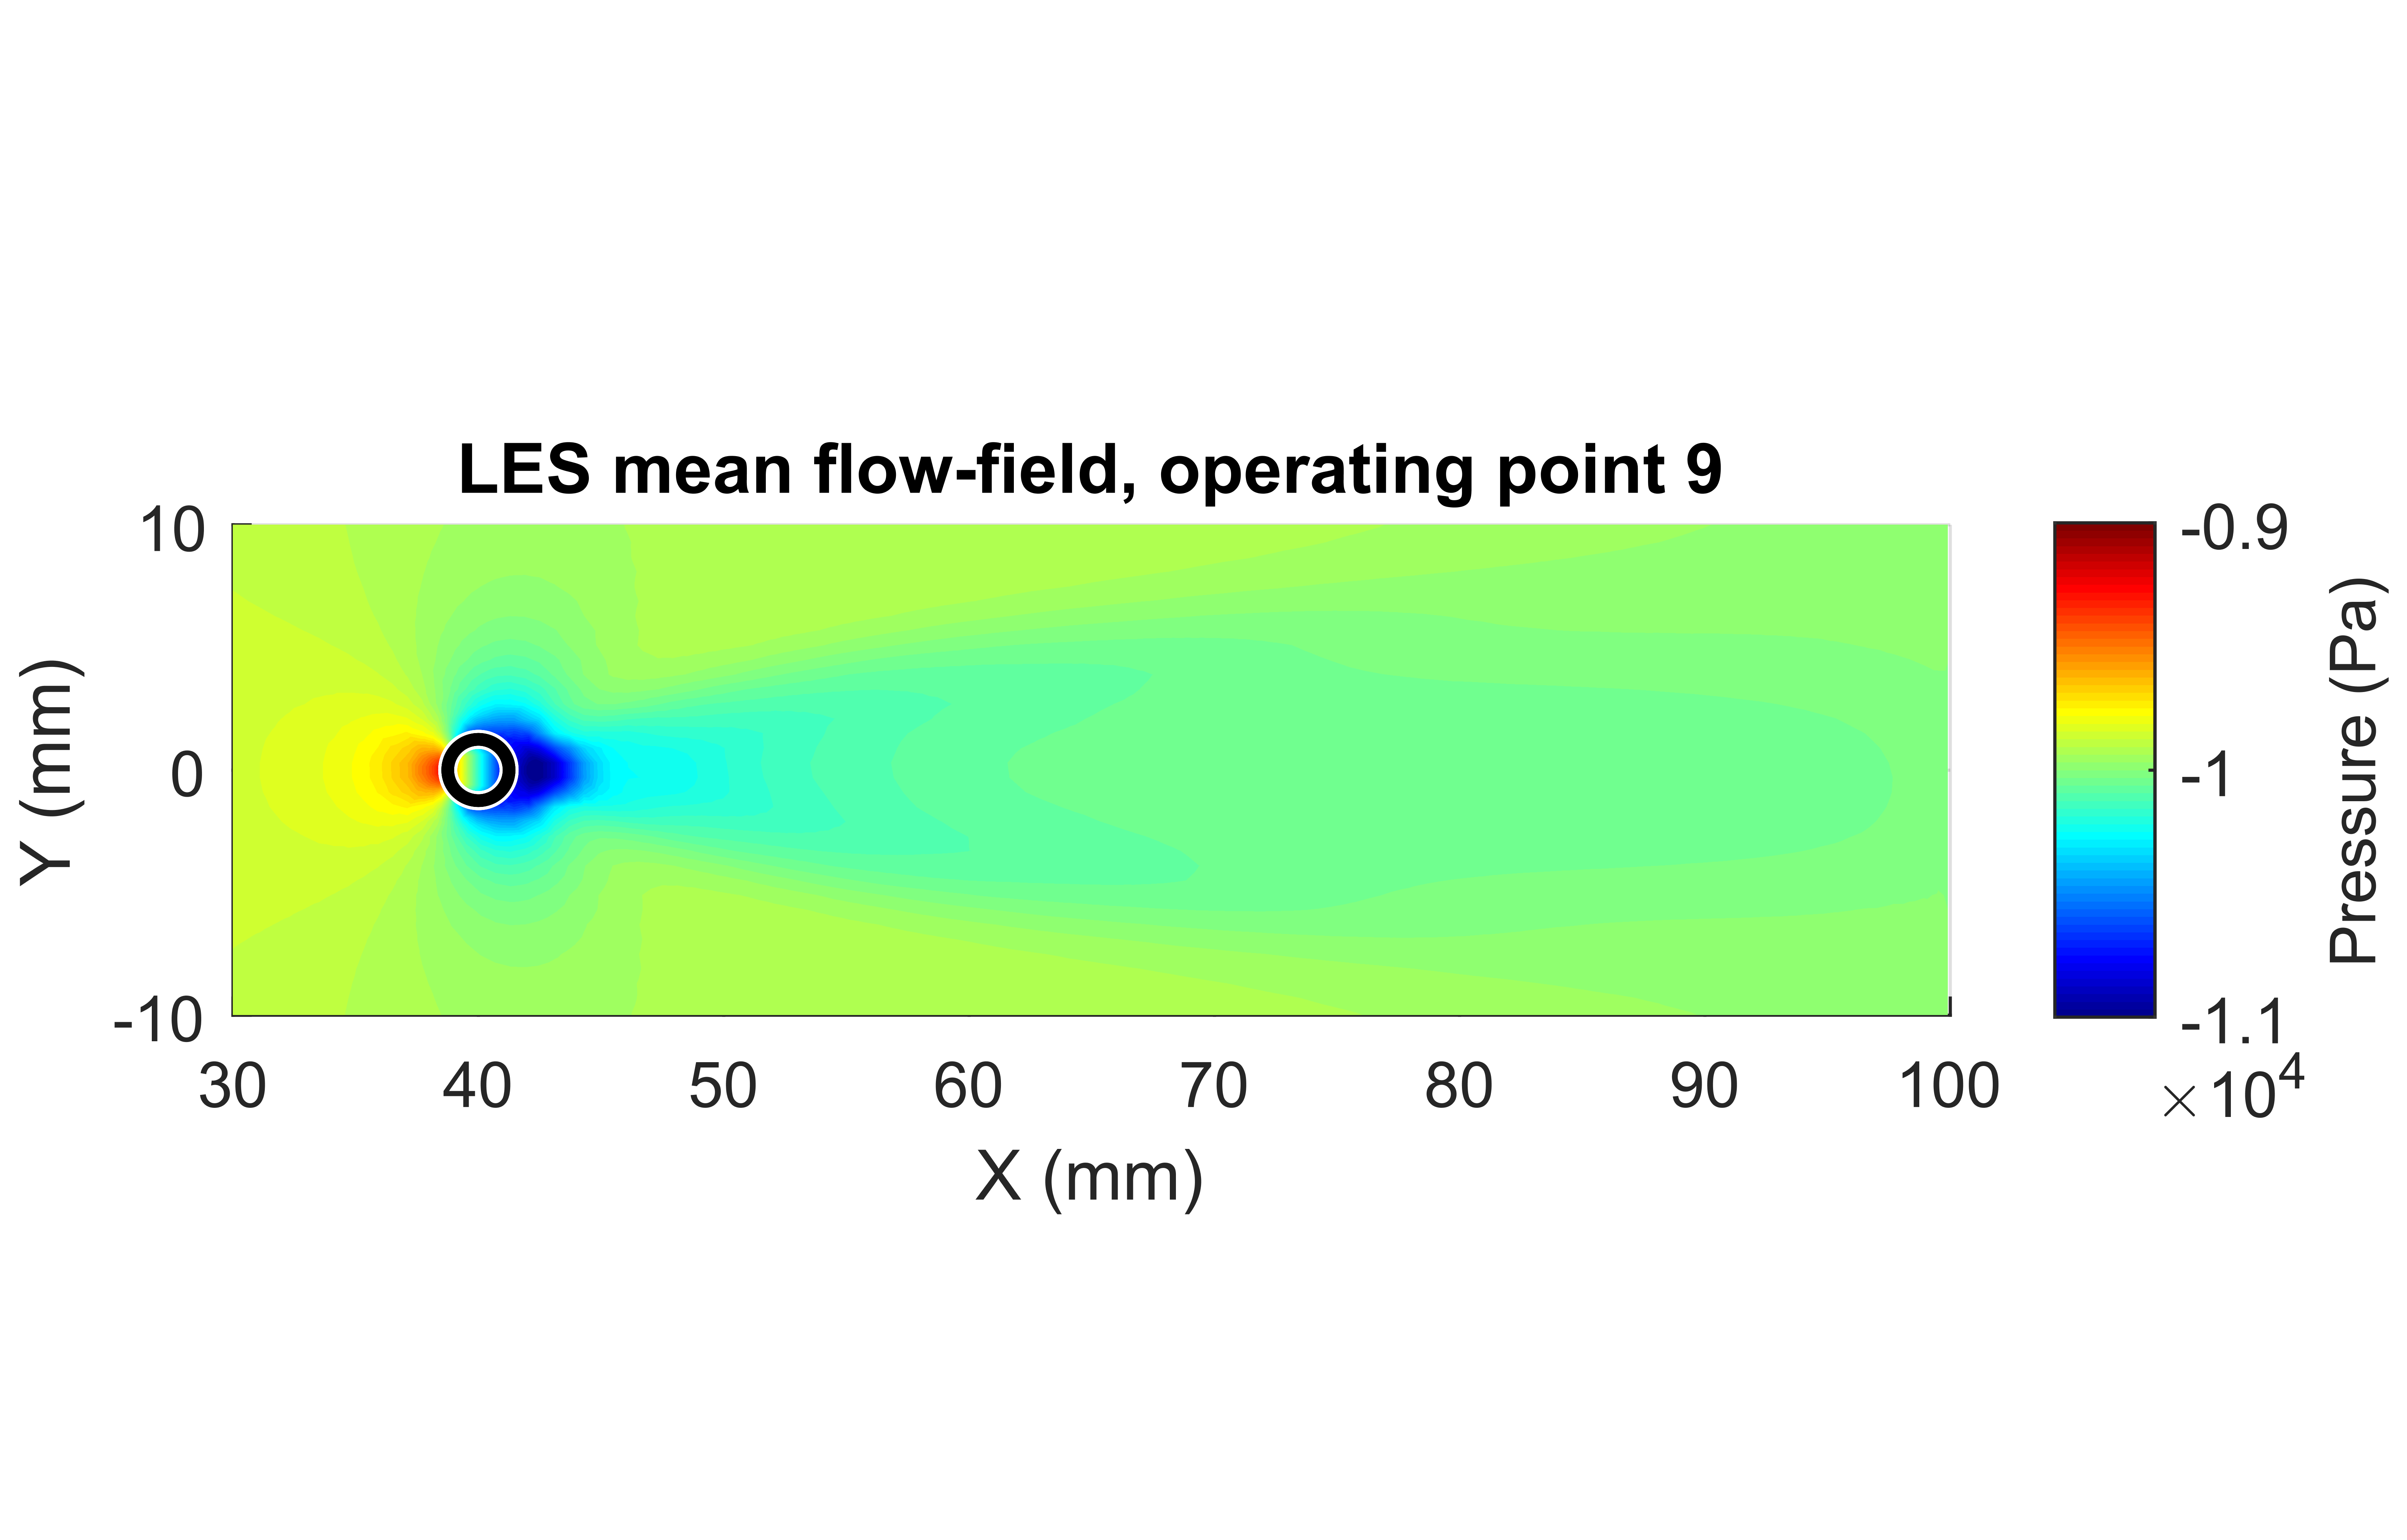 LES mean flow-field, operating point 9
10
0
-10
Y (mm)
30 40 50 60 70 80 90 100
X (mm)
-0.9
-1
-1.1
×10⁴
Pressure (Pa)